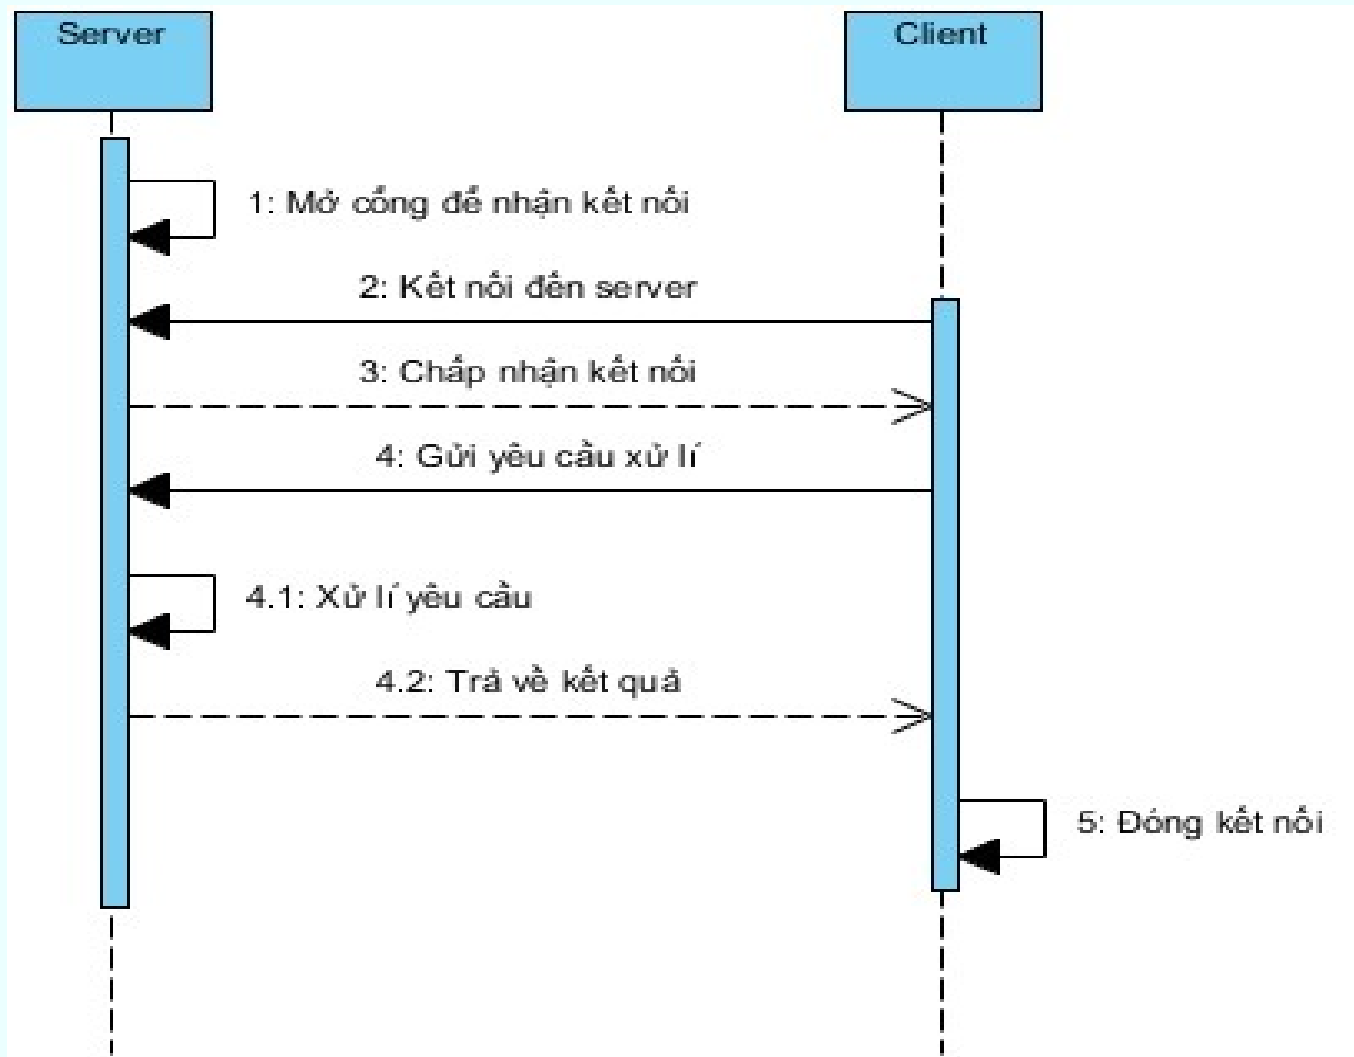 Server
Client
1: Mở cổng để nhận kết nối
2: Kết nối đến server
3: Chấp nhận kết nối
4: Gửi yêu cầu xử lí
4.1: Xử lí yêu cầu
4.2: Trả về kết quả
5: Đóng kết nối